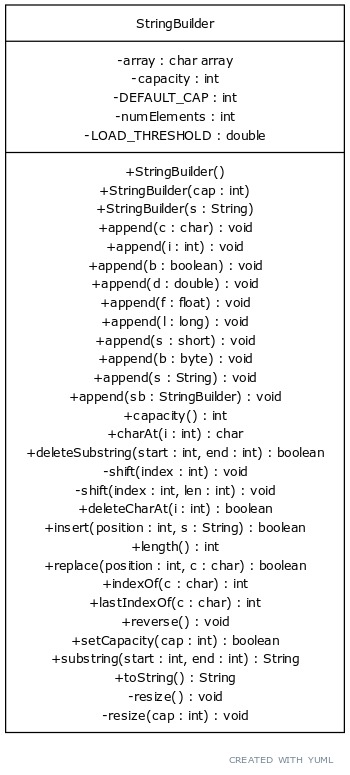 StringBuilder
-array : char array
-capacity : int
-DEFAULT_CAP : int
-numElements : int
-LOAD_THRESHOLD : double
+StringBuilder()
+StringBuilder(cap : int)
+StringBuilder(s : String)
+append(c : char) : void
+append(i : int) : void
+append(b : boolean) : void
+append(d : double) : void
+append(f : float) : void
+append(l : long) : void
+append(s : short) : void
+append(b : byte) : void
+append(s : String) : void
+append(sb : StringBuilder) : void
+capacity() : int
+charAt(i : int) : char
+deleteSubstring(start : int, end : int) : boolean
-shift(index : int) : void
-shift(index : int, len : int) : void
+deleteCharAt(i : int) : boolean
+insert(position : int, s : String) : boolean
+length() : int
+replace(position : int, c : char) : boolean
+indexOf(c : char) : int
+lastIndexOf(c : char) : int
+reverse() : void
+setCapacity(cap : int) : boolean
+substring(start : int, end : int) : String
+toString() : String
-resize() : void
-resize(cap : int) : void
CREATED WITH YUML